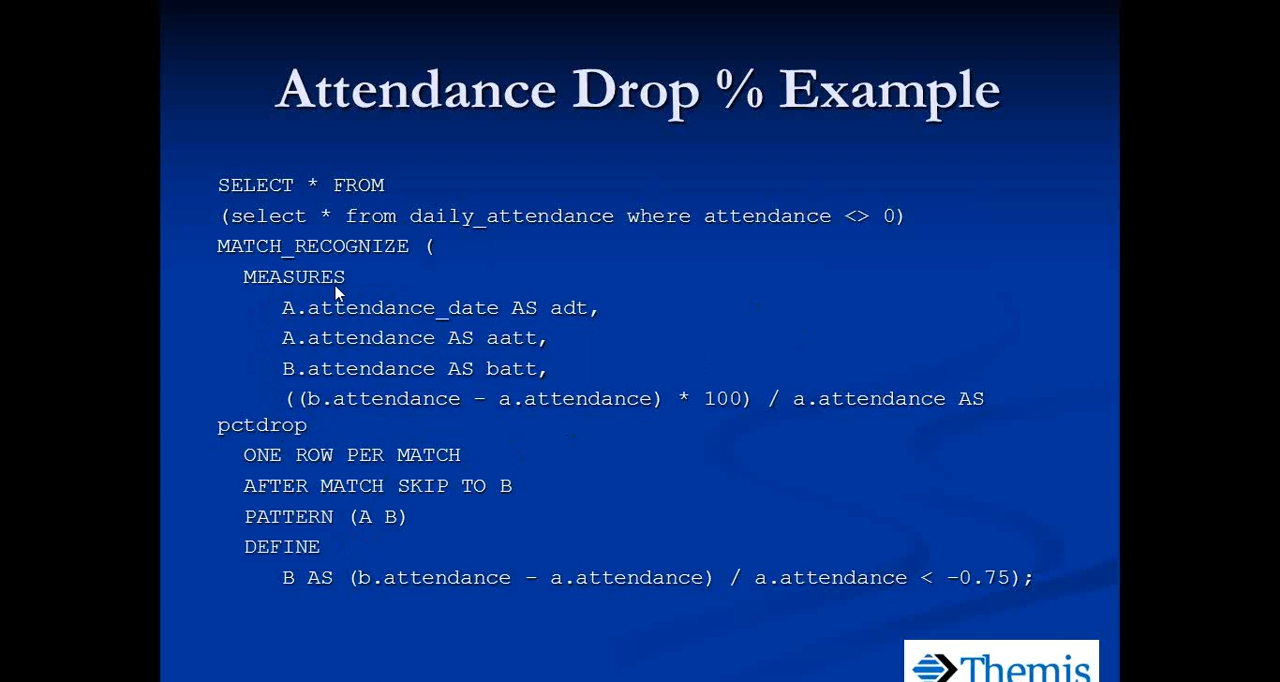 Attendance Drop % Example
SELECT * FROM
(select * from daily_attendance where attendance <> 0)
MATCH_RECOGNIZE (
MEASURES
A.attendance_date AS adt,
A.attendance AS aatt,
B.attendance AS batt,
((b.attendance – a.attendance) * 100) / a.attendance AS
pctdrop
ONE ROW PER MATCH
AFTER MATCH SKIP TO B
PATTERN (A B)
DEFINE
B AS (b.attendance – a.attendance) / a.attendance < -0.75);
Themis